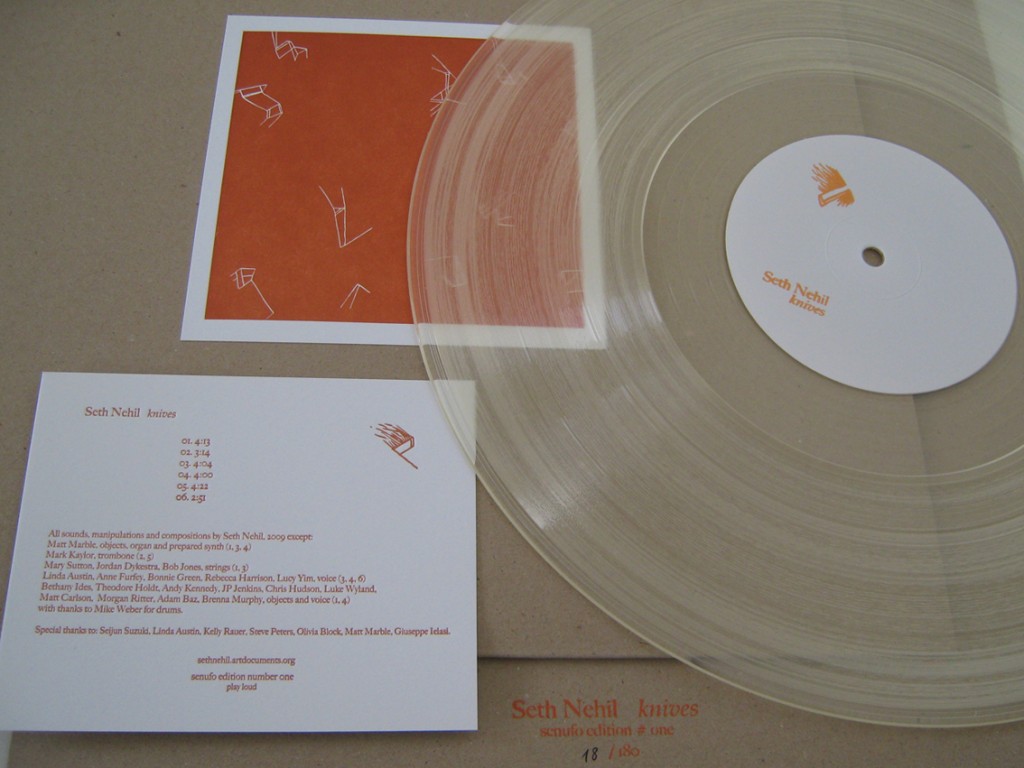 Seth Nehil
knives
Seth Nehil knives
01. 4:13
02. 3:14
03. 4:04
04. 4:00
05. 4:22
06. 2:51
All sounds, manipulations and compositions by Seth Nehil, 2009 except:
Matt Marble, objects, organ and prepared synth (1, 3, 4)
Mark Kaylor, trombone (2, 5)
Mary Sutton, Jordan Dykestra, Bob Jones, strings (1, 5)
Linda Austin, Anne Furfey, Bonnie Green, Rebecca Harrison, Lucy Yim, voice (3, 4, 6)
Bethany Ides, Theodore Holdt, Andy Kennedy, JP Jenkins, Chris Hudson, Luke Wyland,
Matt Carlson, Morgan Ritter, Adam Baz, Brenna Murphy, objects and voice (1, 4)
with thanks to Mike Weber for drums.
Special thanks to: Seijun Suzuki, Linda Austin, Kelly Rauer, Steve Peters, Olivia Block, Matt Marble, Giuseppe Ielasi.
sethnehil.artdocuments.org
senufo edition number one
play loud
Seth Nehil knives
senufo edition # one
18 / 180